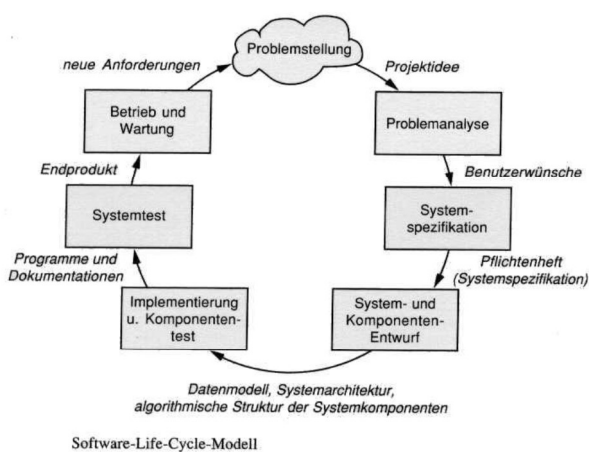 Problemstellung
neue Anforderungen
Projektidee
Betrieb und
Wartung
Problemanalyse
Endprodukt
Benutzerwünsche
Systemtest
System-
spezifikation
Programme und
Dokumentationen
Pflichtenheft
(Systemspezifikation)
Implementierung
u. Komponenten-
test
System- und
Komponenten-
Entwurf
Datenmodell, Systemarchitektur,
algorithmische Struktur der Systemkomponenten
Software-Life-Cycle-Modell